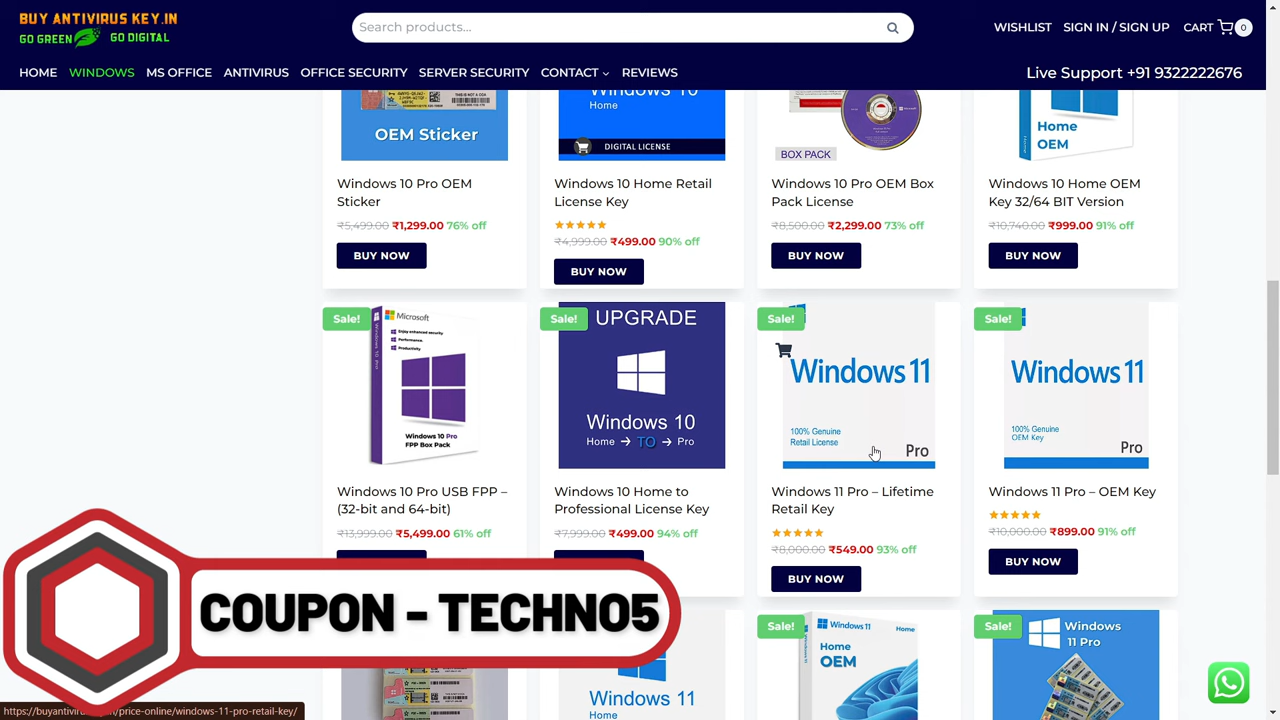 BUY ANTIVIRUS KEY.IN
GO GREEN GO DIGITAL
Search products...
WISHLIST SIGN IN / SIGN UP CART 0
HOME WINDOWS MS OFFICE ANTIVIRUS OFFICE SECURITY SERVER SECURITY CONTACT REVIEWS
Live Support +91 9322222676
OEM Sticker
Windows 10
Home
DIGITAL LICENSE
BOX PACK
Home
OEM
Windows 10 Pro OEM
Sticker
₹5,499.00 ₹1,299.00 76% off
BUY NOW
Windows 10 Home Retail
License Key
₹4,999.00 ₹499.00 90% off
BUY NOW
Windows 10 Pro OEM Box
Pack License
₹8,500.00 ₹2,299.00 73% off
BUY NOW
Windows 10 Home OEM
Key 32/64 BIT Version
₹10,740.00 ₹999.00 91% off
BUY NOW
Sale!
Microsoft
Enjoy enhanced security.
Performance.
Productivity.
Windows 10 Pro
Windows 10 Pro
FPP Box Pack
Windows 10 Pro USB FPP –
(32-bit and 64-bit)
₹13,999.00 ₹5,499.00 61% off
Sale!
UPGRADE
Windows 10
Home → TO → Pro
Windows 10 Home to
Professional License Key
₹7,999.00 ₹499.00 94% off
Sale!
Windows 11
100% Genuine
Retail License
Pro
Windows 11 Pro – Lifetime
Retail Key
₹8,000.00 ₹549.00 93% off
BUY NOW
Sale!
Windows 11
100% Genuine
OEM Key
Pro
Windows 11 Pro – OEM Key
₹10,000.00 ₹899.00 91% off
BUY NOW
COUPON - TECHNO5
Windows 11
Home
Sale!
Windows 11 Home
Home
OEM
Sale!
Windows
11 Pro